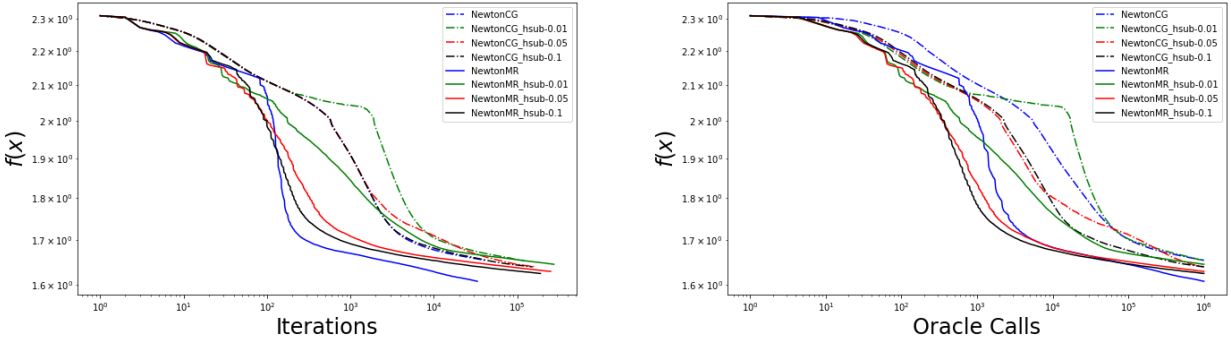 f(x)
2.3 × 10⁰
2.2 × 10⁰
2.1 × 10⁰
2 × 10⁰
1.9 × 10⁰
1.8 × 10⁰
1.7 × 10⁰
1.6 × 10⁰
NewtonCG
NewtonCG_hsub-0.01
NewtonCG_hsub-0.05
NewtonCG_hsub-0.1
NewtonMR
NewtonMR_hsub-0.01
NewtonMR_hsub-0.05
NewtonMR_hsub-0.1
10⁰ 10¹ 10² 10³ 10⁴ 10⁵
Iterations
f(x)
2.3 × 10⁰
2.2 × 10⁰
2.1 × 10⁰
2 × 10⁰
1.9 × 10⁰
1.8 × 10⁰
1.7 × 10⁰
1.6 × 10⁰
NewtonCG
NewtonCG_hsub-0.01
NewtonCG_hsub-0.05
NewtonCG_hsub-0.1
NewtonMR
NewtonMR_hsub-0.01
NewtonMR_hsub-0.05
NewtonMR_hsub-0.1
10⁰ 10¹ 10² 10³ 10⁴ 10⁵ 10⁶
Oracle Calls